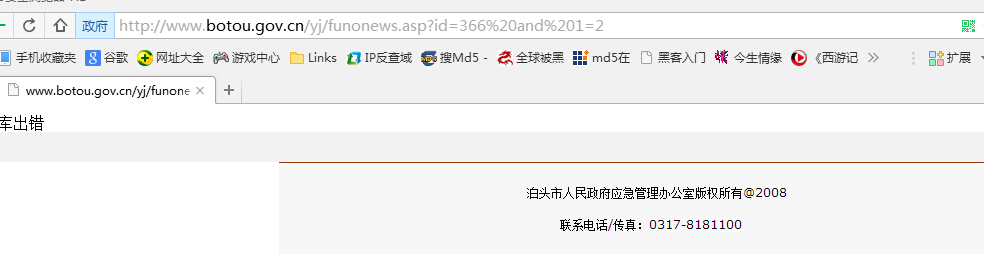 政府 http://www.botou.gov.cn/yj/funonews.asp?id=366%20and%201=2
手机收藏夹 谷歌 网址大全 游戏中心 Links IP反查域 搜Md5 - 全球被黑 md5在 黑客入门 今生情缘 《西游记 扩展
www.botou.gov.cn/yj/funone
库出错
泊头市人民政府应急管理办公室版权所有@2008
联系电话/传真：0317-8181100